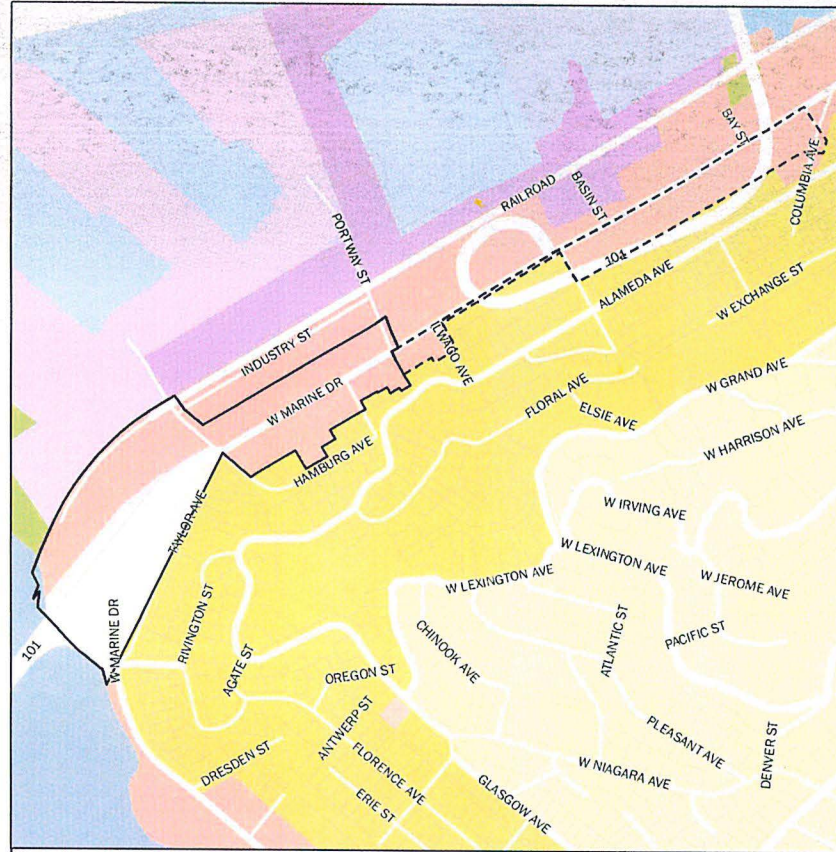 BAY ST
COLUMBIA AVE
RAILROAD
BASIN ST
PORTWAY ST
101
ALAMEDA AVE
W EXCHANGE ST
INDUSTRY ST
ILWAGO AVE
W MARINE DR
FLORAL AVE
W GRAND AVE
ELSIE AVE
W HARRISON AVE
HAMBURG AVE
W IRVING AVE
TAYLOR AVE
W LEXINGTON AVE
W LEXINGTON AVE
W JEROME AVE
RIVINGTON ST
W MARINE DR
101
CHINOOK AVE
ATLANTIC ST
PACIFIC ST
AGATE ST
OREGON ST
ANTWERP ST
PLEASANT AVE
DENVER ST
DRESDEN ST
FLORENCE AVE
W NIAGARA AVE
ERIE ST
GLASGOW AVE